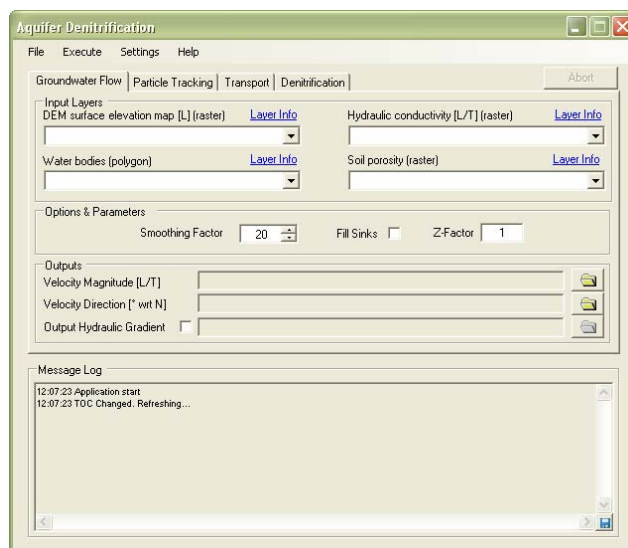 Aquifer Denitrification
File Execute Settings Help
Groundwater Flow Particle Tracking Transport Denitrification Abort
Input Layers
DEM surface elevation map [L] (raster) Layer Info Hydraulic conductivity [L/T] (raster) Layer Info
Water bodies (polygon) Layer Info Soil porosity (raster) Layer Info
Options & Parameters
Smoothing Factor 20 Fill Sinks Z-Factor 1
Outputs
Velocity Magnitude [L/T]
Velocity Direction [° wrt N]
Output Hydraulic Gradient
Message Log
12:07:23 Application start
12:07:23 TOC Changed. Refreshing...